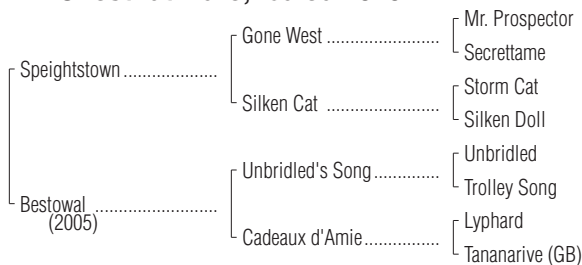 Mr. Prospector
Gone West
Secrettame
Speightstown
Storm Cat
Silken Cat
Silken Doll
Unbridled
Unbridled's Song
Trolley Song
Bestowal
(2005)
Lyphard
Cadeaux d'Amie
Tananarive (GB)